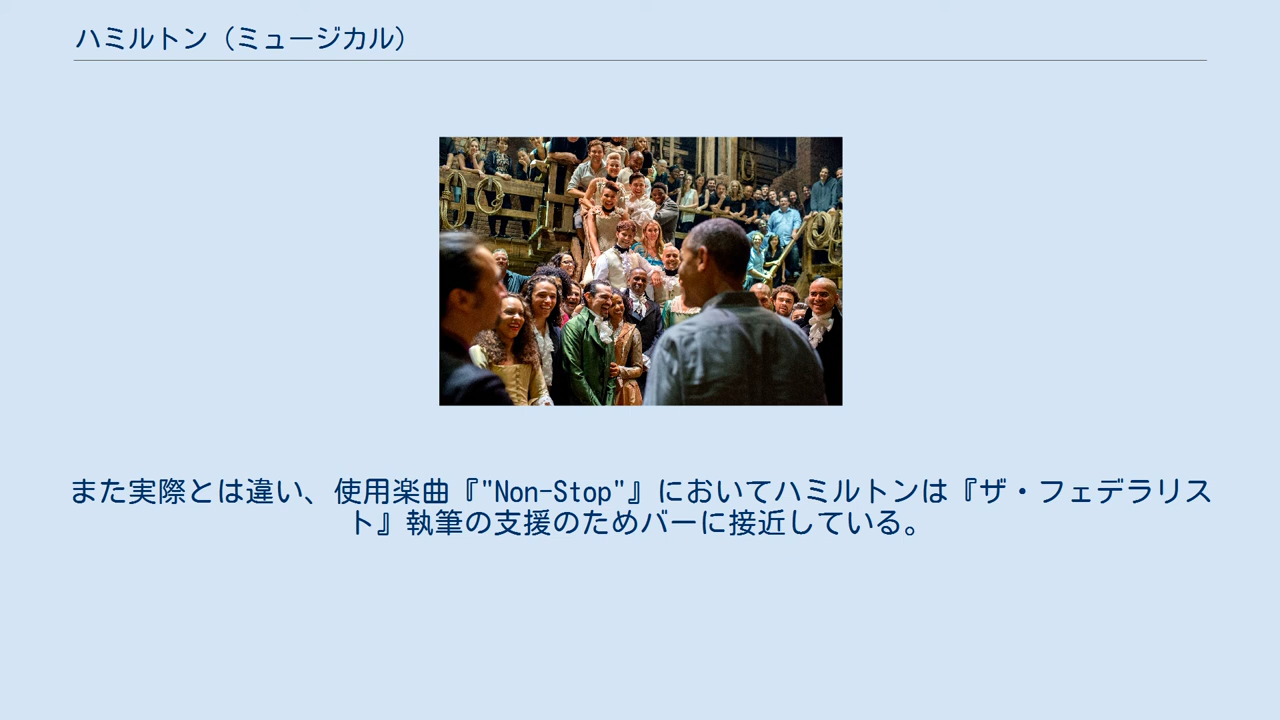 ハミルトン（ミュージカル）
また実際とは違い、使用楽曲『"Non-Stop"』においてハミルトンは『ザ・フェデラリス
ト』執筆の支援のためバーに接近している。